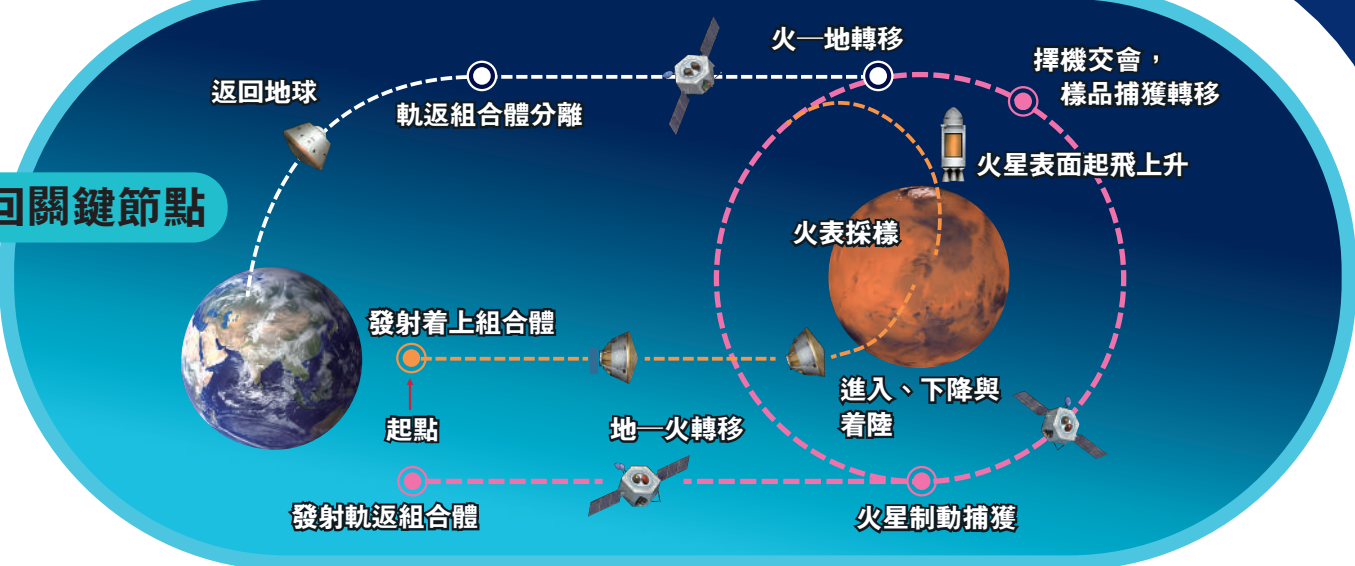 火—地轉移
擇機交會，
樣品捕獲轉移
返回地球
軌返組合體分離
火星表面起飛上升
回關鍵節點
火表採樣
發射着上組合體
進入、下降與
着陸
起點
地—火轉移
發射軌返組合體
火星制動捕獲